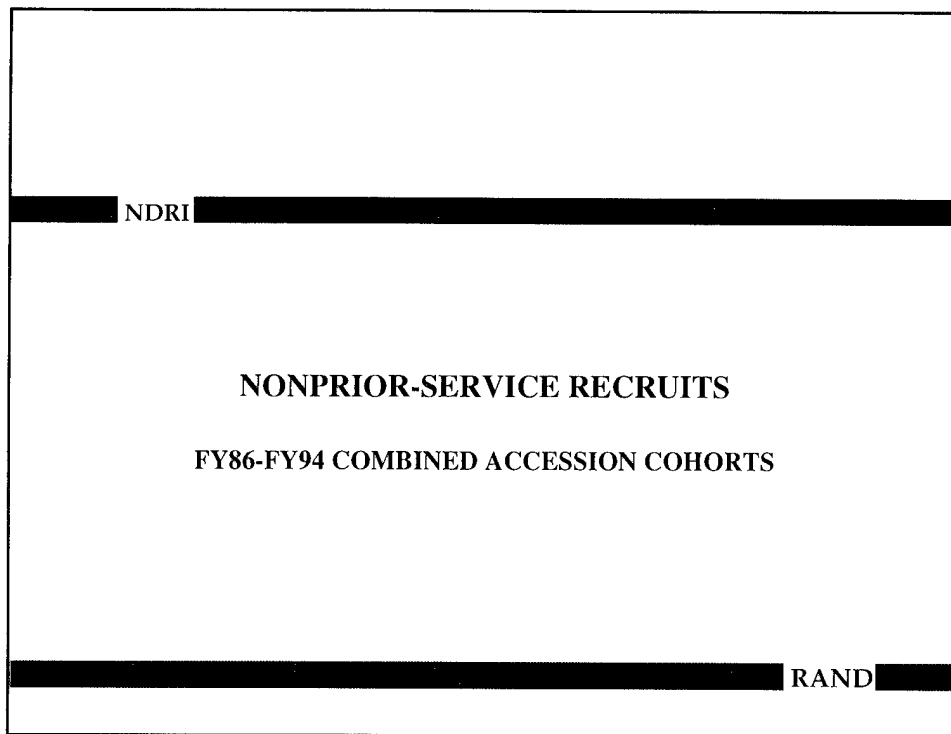 NDRI
NONPRIOR-SERVICE RECRUITS
FY86-FY94 COMBINED ACCESSION COHORTS
RAND